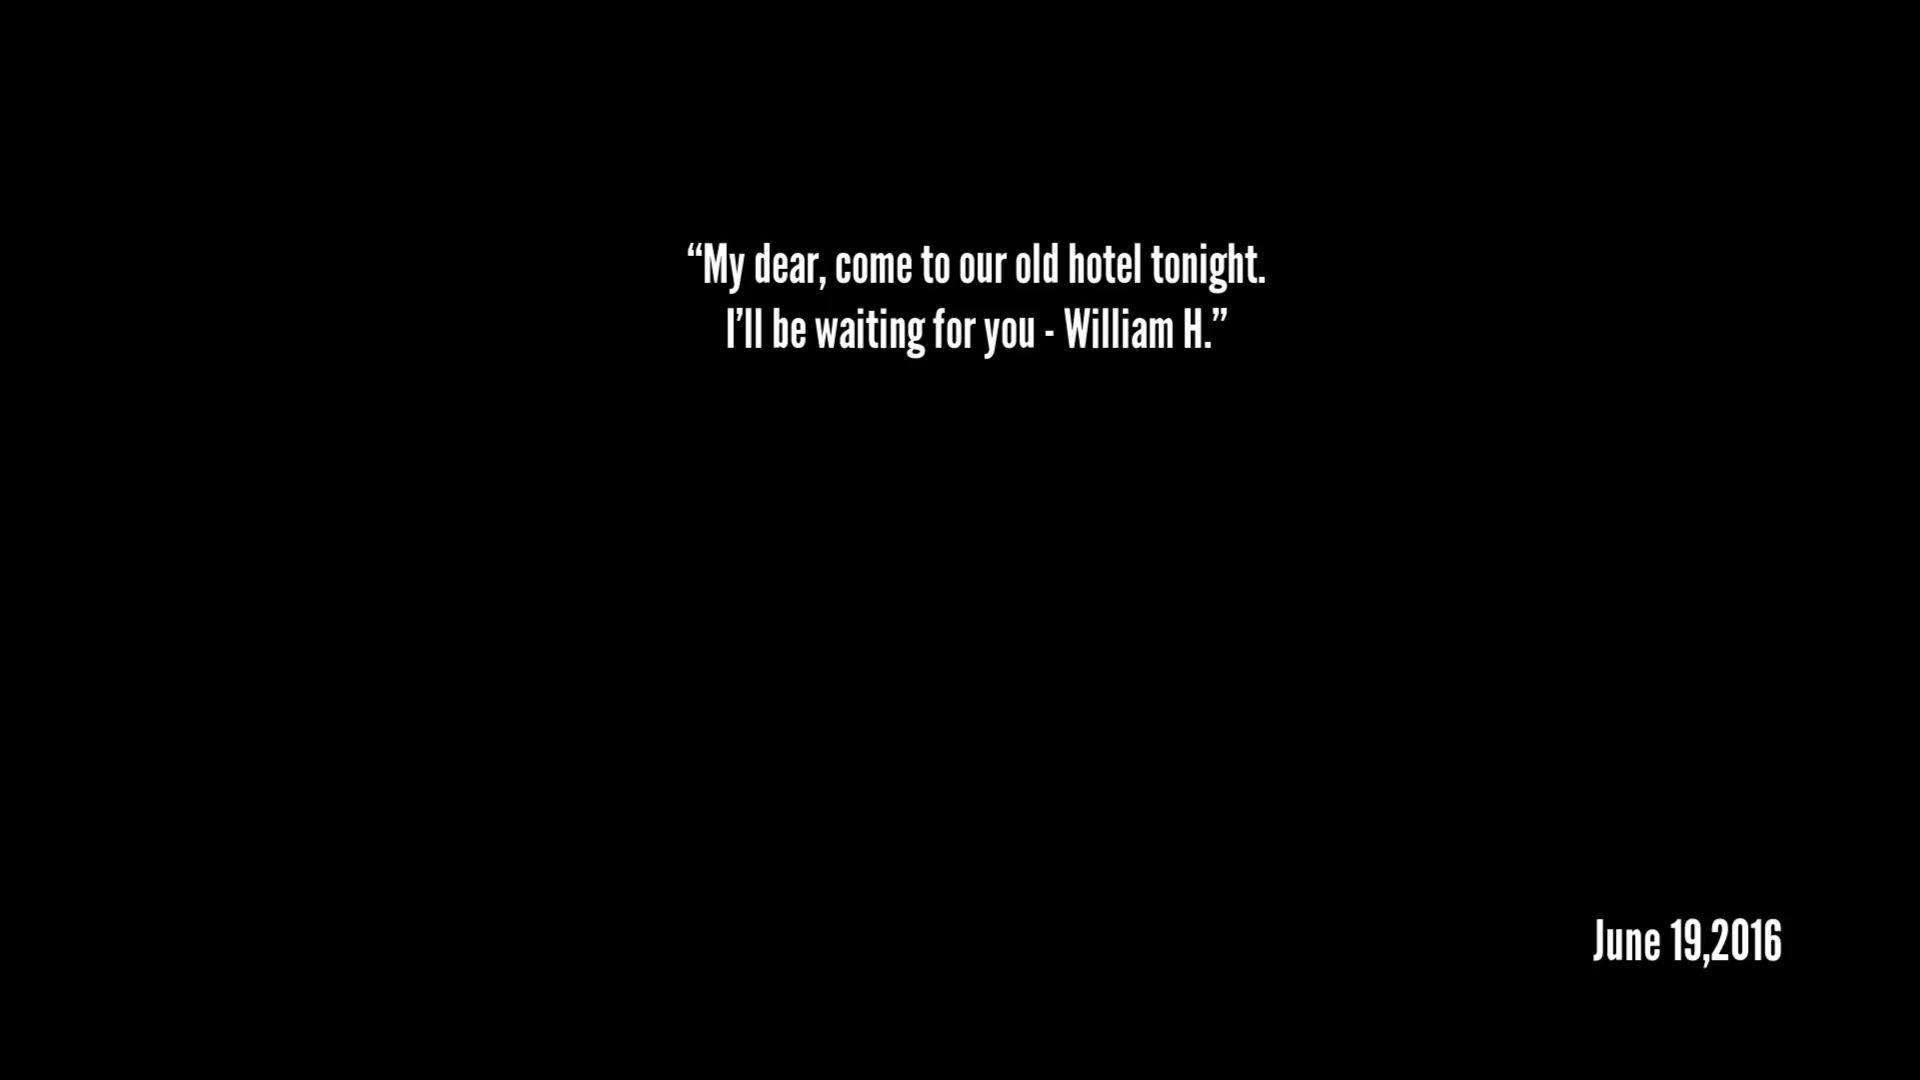 “My dear, come to our old hotel tonight.
I’ll be waiting for you - William H.”
June 19,2016